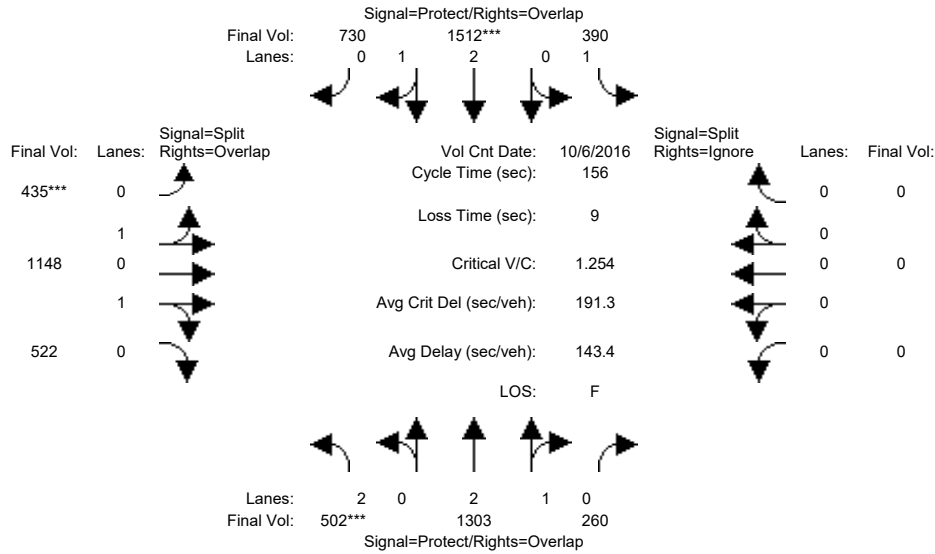 Signal=Protect/Rights=Overlap
Final Vol: 730 1512*** 390
Lanes: 0 1 2 0 1
Signal=Split
Rights=Overlap
Final Vol: Lanes:
Vol Cnt Date: 10/6/2016
Signal=Split
Rights=Ignore
Lanes: Final Vol:
Cycle Time (sec): 156
435*** 0
0 0
Loss Time (sec): 9
1
0
1148 0
Critical V/C: 1.254
0 0
1
Avg Crit Del (sec/veh): 191.3
0
522 0
Avg Delay (sec/veh): 143.4
0 0
LOS: F
Lanes: 2 0 2 1 0
Final Vol: 502*** 1303 260
Signal=Protect/Rights=Overlap